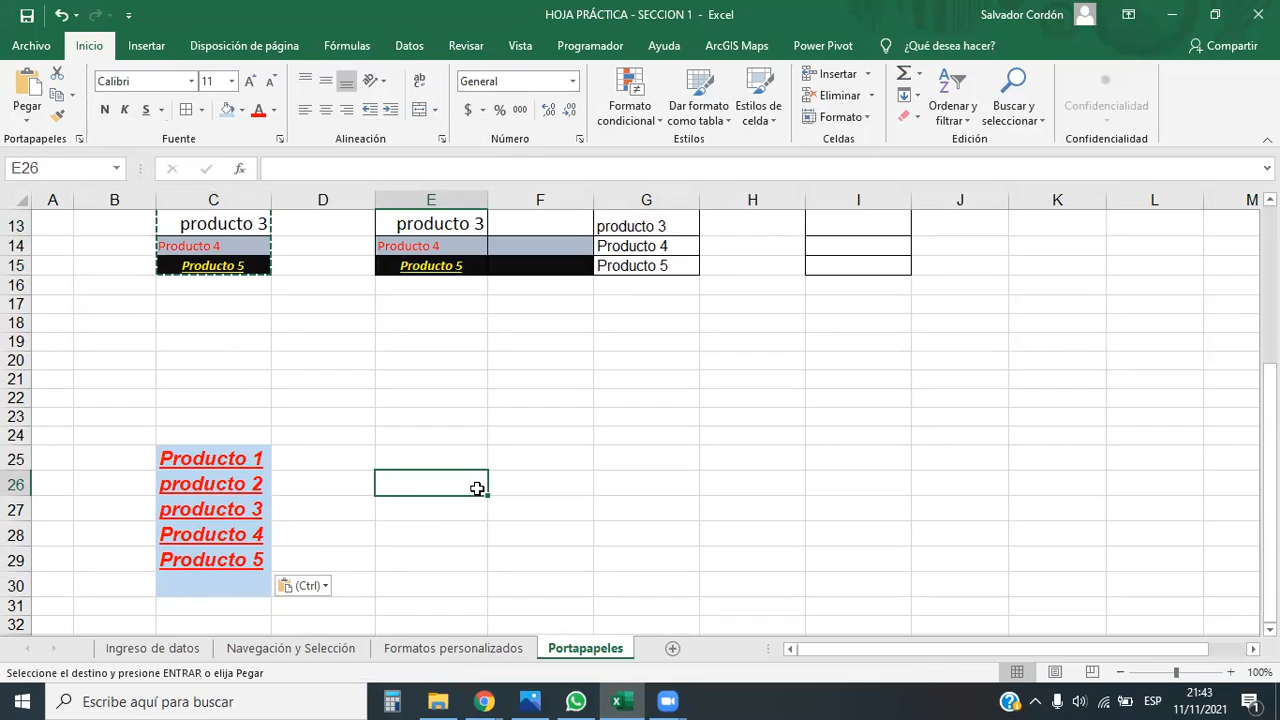 HOJA PRÁCTICA - SECCION 1 - Excel
Salvador Cordón
Archivo Inicio Insertar Disposición de página Fórmulas Datos Revisar Vista Programador Ayuda ArcGIS Maps Power Pivot ¿Qué desea hacer? Compartir
Pegar
Calibri 11
N K S
ab
General
$ % 000
Formato condicional
Dar formato como tabla
Estilos de celda
Insertar
Eliminar
Formato
Ordenar y filtrar
Buscar y seleccionar
Confidencialidad
Portapapeles Fuente Alineación Número Estilos Celdas Edición Confidencialidad
E26 fx
A B C D E F G H I J K L M
13 producto 3 producto 3 producto 3
14 Producto 4 Producto 4 Producto 4
15 Producto 5 Producto 5 Producto 5
16
17
18
19
20
21
22
23
24
25 Producto 1
26 producto 2
27 producto 3
28 Producto 4
29 Producto 5
30 (Ctrl)
31
32
Ingreso de datos Navegación y Selección Formatos personalizados Portapapeles
Seleccione el destino y presione ENTRAR o elija Pegar 100%
Escribe aquí para buscar
ESP
21:43
11/11/2021